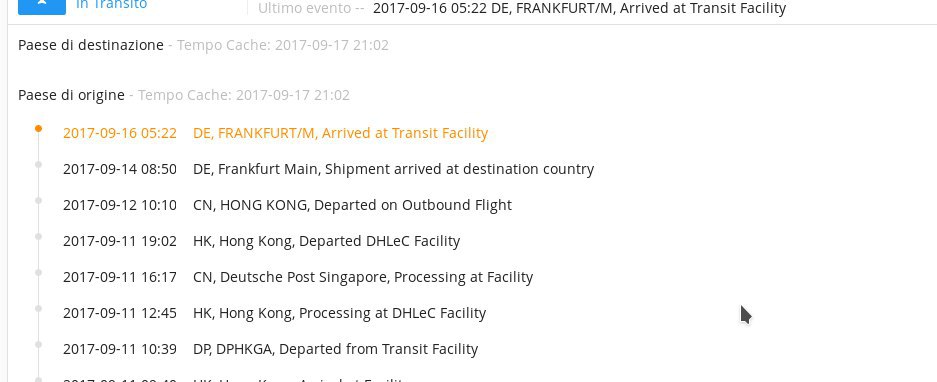 In Transito
Ultimo evento -- 2017-09-16 05:22 DE, FRANKFURT/M, Arrived at Transit Facility
Paese di destinazione - Tempo Cache: 2017-09-17 21:02
Paese di origine - Tempo Cache: 2017-09-17 21:02
2017-09-16 05:22 DE, FRANKFURT/M, Arrived at Transit Facility
2017-09-14 08:50 DE, Frankfurt Main, Shipment arrived at destination country
2017-09-12 10:10 CN, HONG KONG, Departed on Outbound Flight
2017-09-11 19:02 HK, Hong Kong, Departed DHLeC Facility
2017-09-11 16:17 CN, Deutsche Post Singapore, Processing at Facility
2017-09-11 12:45 HK, Hong Kong, Processing at DHLeC Facility
2017-09-11 10:39 DP, DPHKGA, Departed from Transit Facility